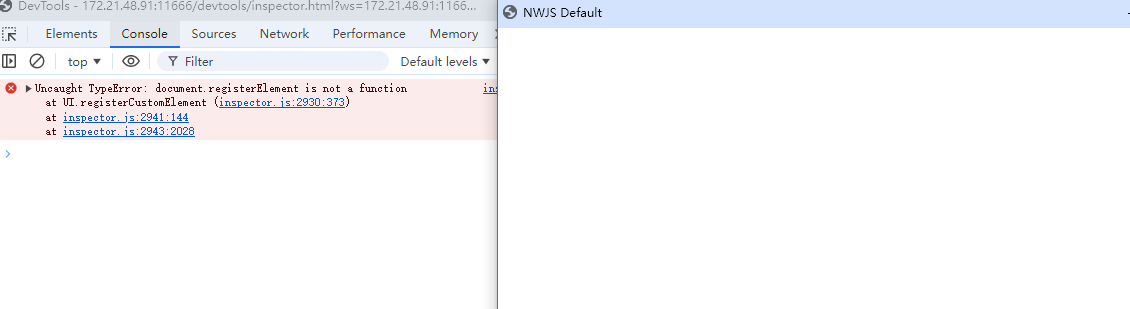 DevTools - 172.21.48.91:11666/devtools/inspector.html?ws=172.21.48.91:1166...
NWJS Default
Elements Console Sources Network Performance Memory
top Filter Default levels
Uncaught TypeError: document.registerElement is not a function
at UI.registerCustomElement (inspector.js:2930:373)
at inspector.js:2941:144
at inspector.js:2943:2028